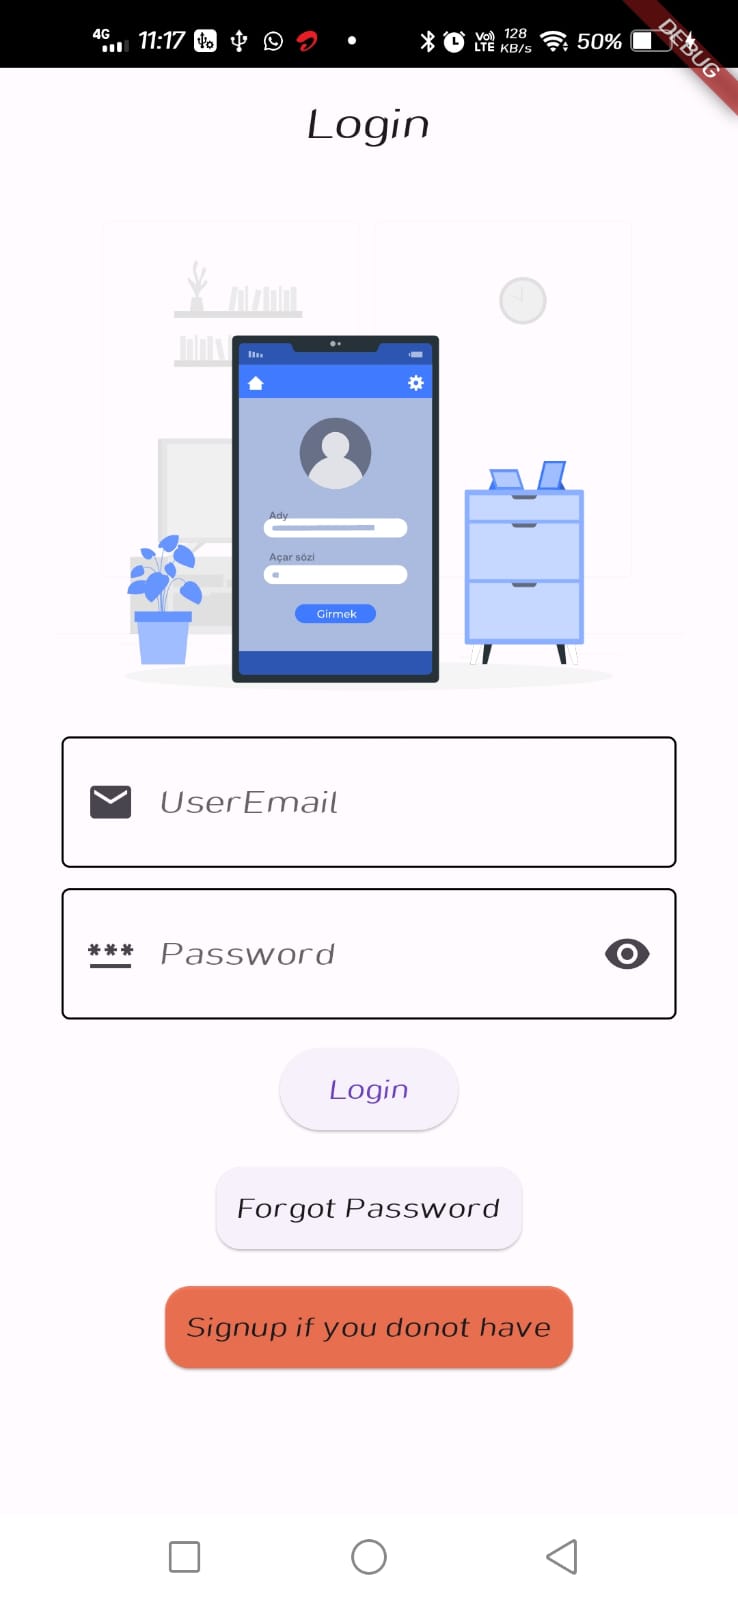 4G 11:17 Vo) LTE 128 KB/s 50%
DEBUG
Login
Ady
Açar sözi
Girmek
UserEmail
*** Password
Login
Forgot Password
Signup if you donot have